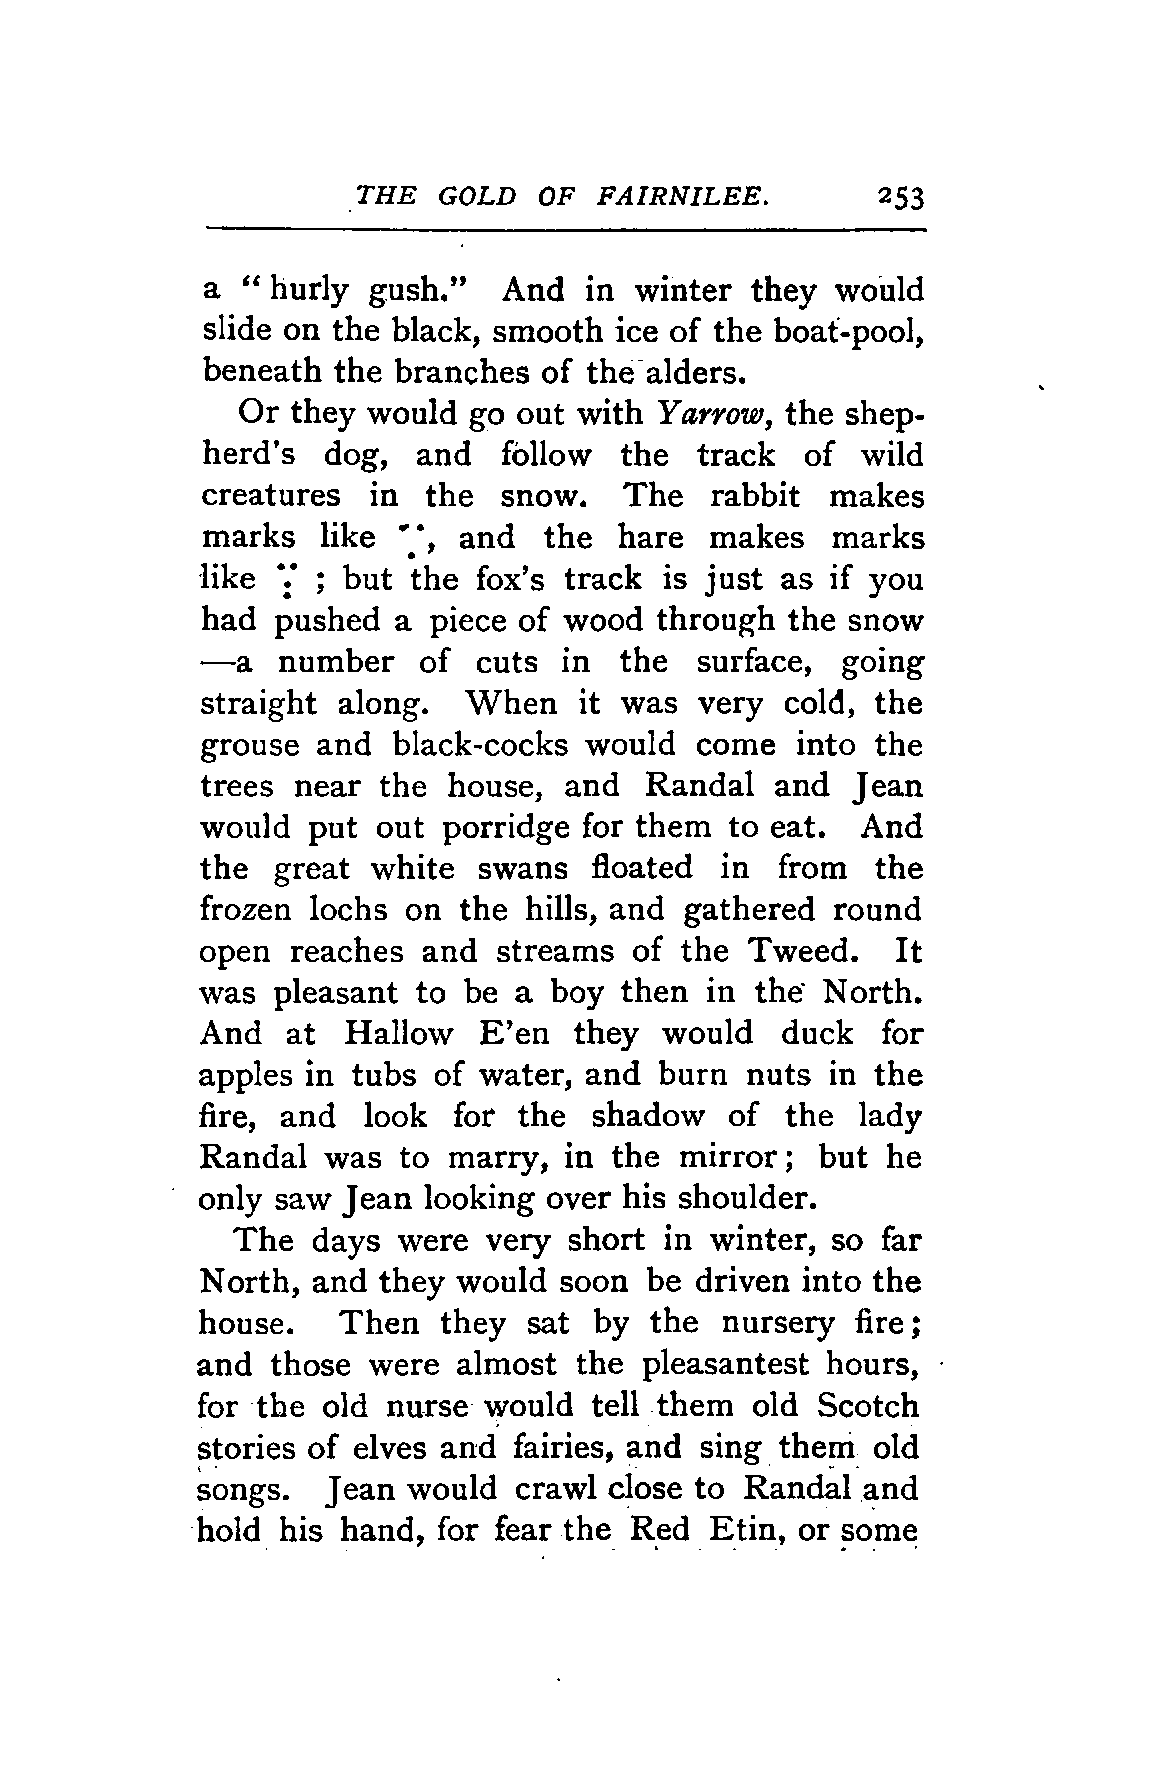 THE GOLD OF FAIRNILEE. 253
a “ hurly gush.” And in winter they would
slide on the black, smooth ice of the boat-pool,
beneath the branches of the alders.
Or they would go out with Yarrow, the shep-
herd's dog, and follow the track of wild
creatures in the snow. The rabbit makes
marks like , and the hare makes marks
like ; but the fox's track is just as if you
had pushed a piece of wood through the snow
—a number of cuts in the surface, going
straight along. When it was very cold, the
grouse and black-cocks would come into the
trees near the house, and Randal and Jean
would put out porridge for them to eat. And
the great white swans floated in from the
frozen lochs on the hills, and gathered round
open reaches and streams of the Tweed. It
was pleasant to be a boy then in the North.
And at Hallow E'en they would duck for
apples in tubs of water, and burn nuts in the
fire, and look for the shadow of the lady
Randal was to marry, in the mirror; but he
only saw Jean looking over his shoulder.
The days were very short in winter, so far
North, and they would soon be driven into the
house. Then they sat by the nursery fire;
and those were almost the pleasantest hours,
for the old nurse would tell them old Scotch
stories of elves and fairies, and sing them old
songs. Jean would crawl close to Randal and
hold his hand, for fear the Red Etin, or some